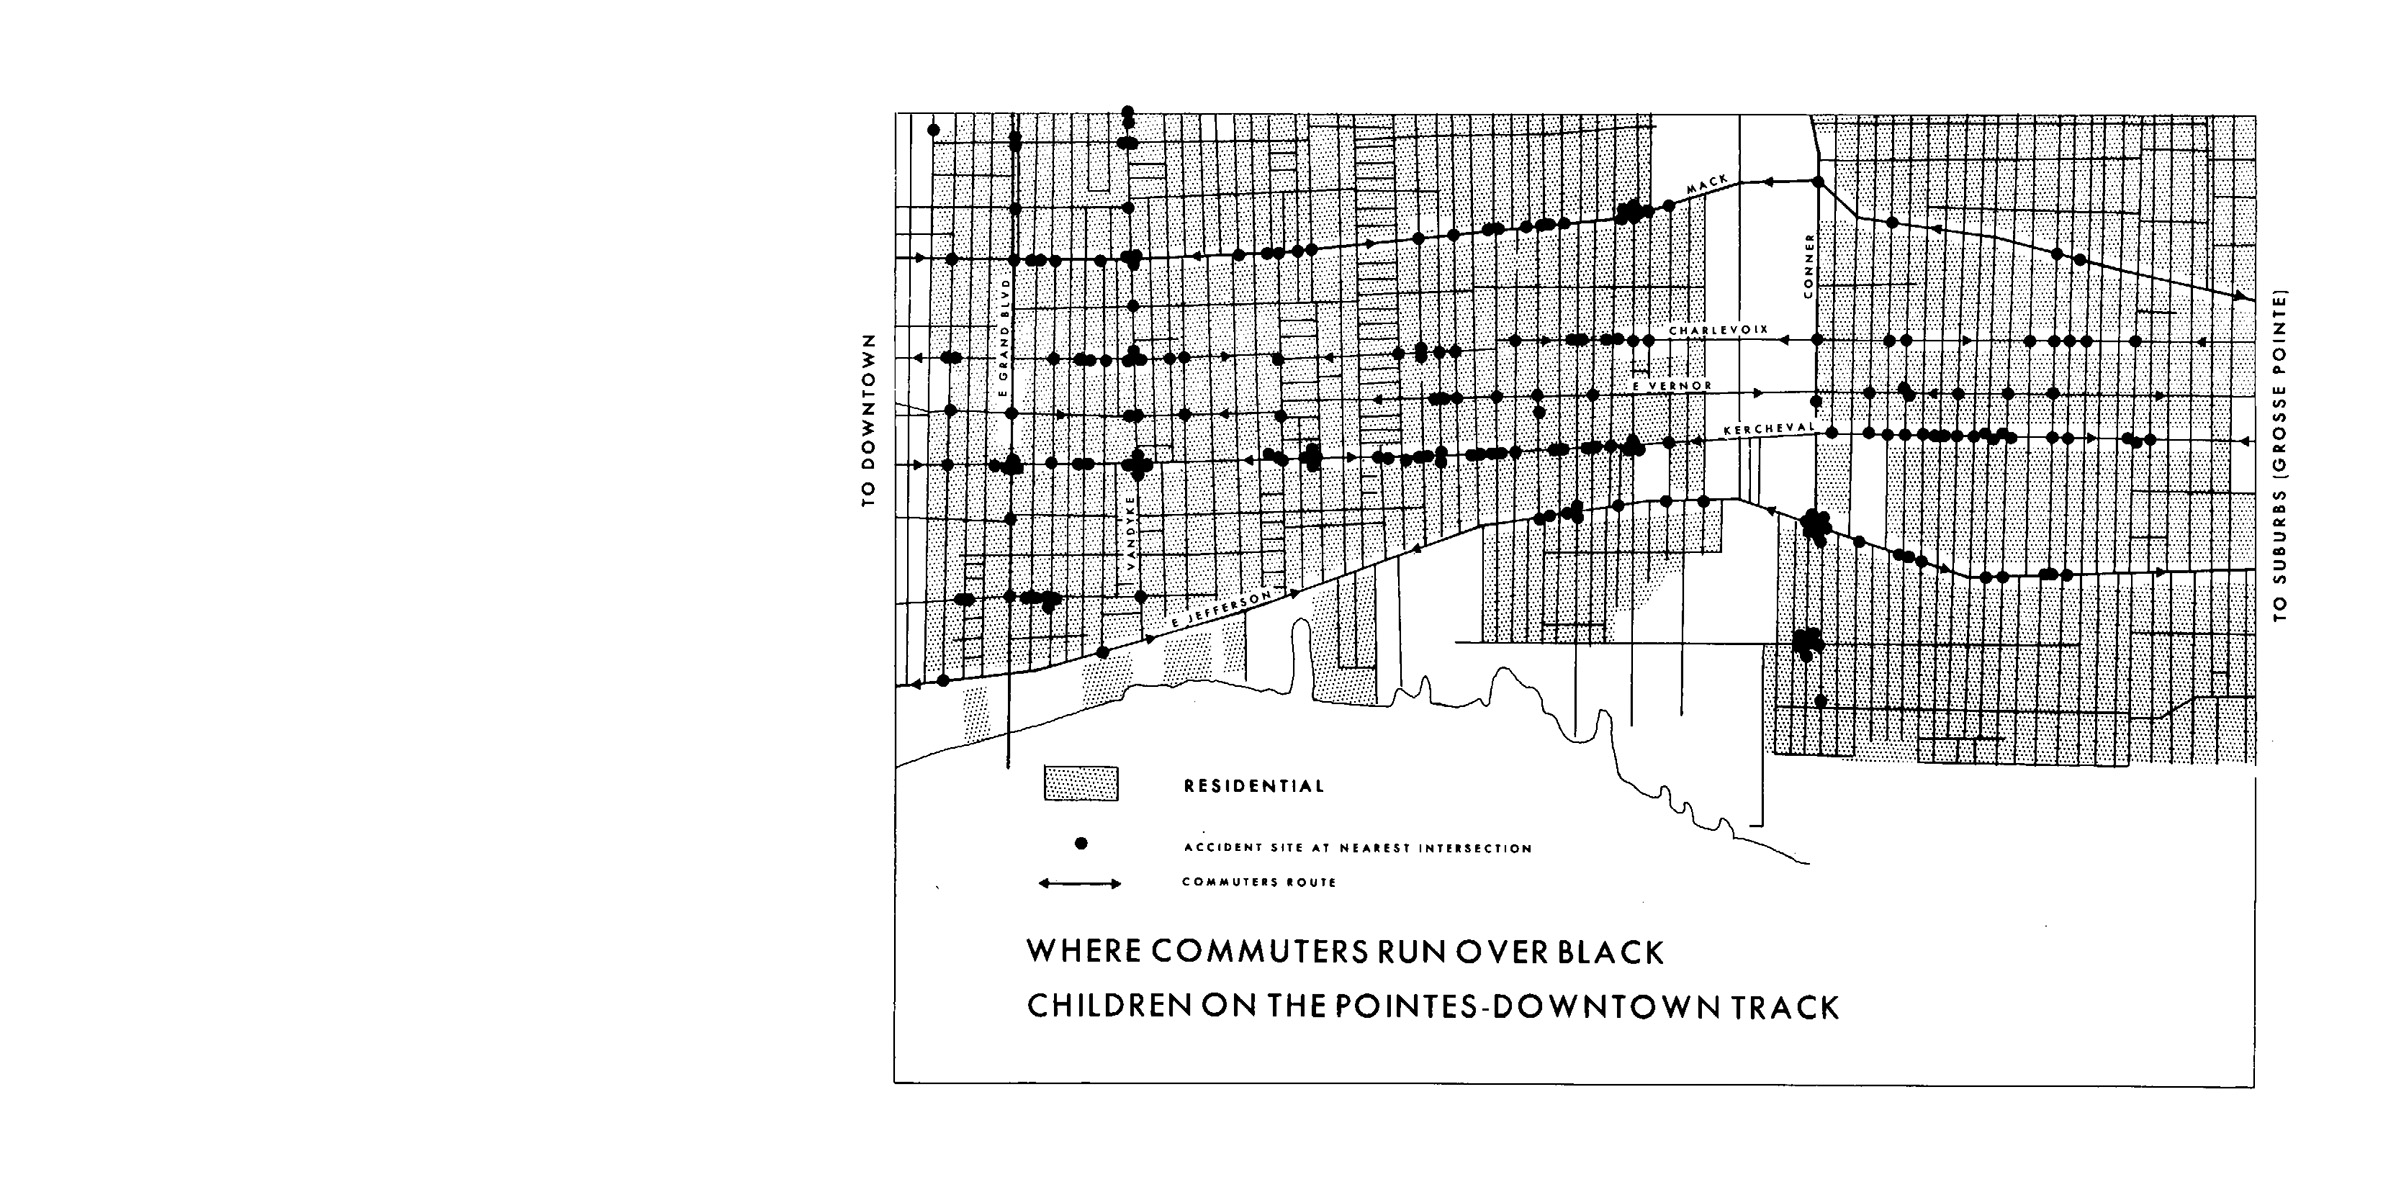 MACK
CONNER
E GRAND BLVD
CHARLEVOIX
TO DOWNTOWN
TO SUBURBS (GROSSE POINTE)
E VERNOR
KERCHEVAL
VANDYKE
E JEFFERSON
RESIDENTIAL
ACCIDENT SITE AT NEAREST INTERSECTION
COMMUTERS ROUTE
WHERE COMMUTERS RUN OVER BLACK
CHILDREN ON THE POINTES-DOWNTOWN TRACK